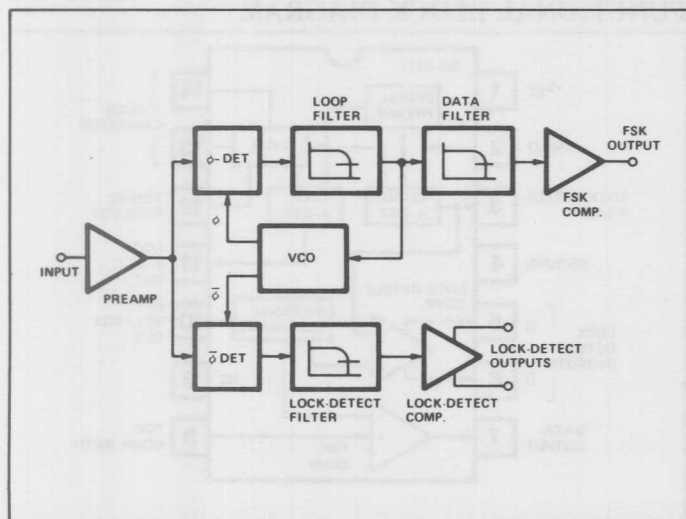 LOOP
FILTER
DATA
FILTER
FSK
OUTPUT
ϕ- DET
FSK
COMP.
ϕ
VCO
INPUT
PREAMP
ϕ̅
ϕ̅ DET
LOCK-DETECT
OUTPUTS
LOCK-DETECT
FILTER
LOCK-DETECT
COMP.